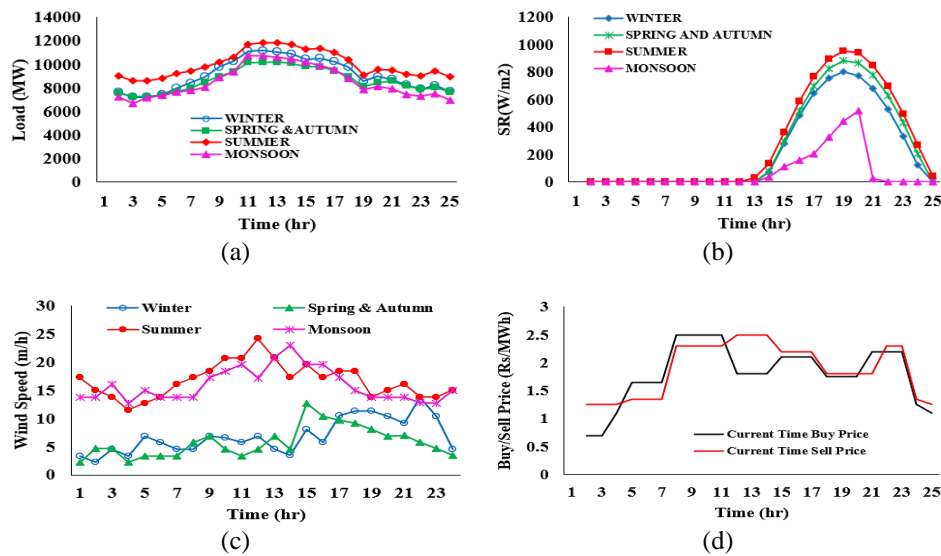 14000
12000
10000
8000
6000
4000
2000
0
Load (MW)
WINTER
SPRING &AUTUMN
SUMMER
MONSOON
1 3 5 7 9 11 13 15 17 19 21 23 25
Time (hr)
(a)
1200
1000
800
600
400
200
0
SR(W/m2)
WINTER
SPRING AND AUTUMN
SUMMER
MONSOON
1 3 5 7 9 11 13 15 17 19 21 23 25
Time (hr)
(b)
30
25
20
15
10
5
0
Wind Speed (m/h)
Winter Spring & Autumn
Summer Monsoon
1 3 5 7 9 11 13 15 17 19 21 23
Time (hr)
(c)
3
2.5
2
1.5
1
0.5
0
Buy/Sell Price (Rs/MWh)
Current Time Buy Price
Current Time Sell Price
1 3 5 7 9 11 13 15 17 19 21 23 25
Time (hr)
(d)